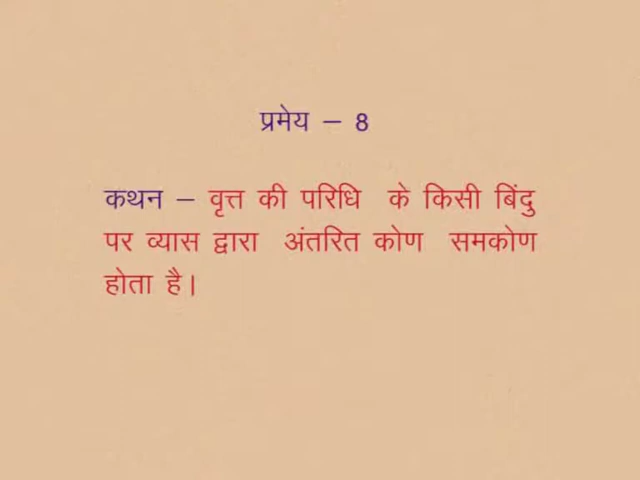 प्रमेय – 8
कथन – वृत्त की परिधि के किसी बिंदु
पर व्यास द्वारा अंतरित कोण समकोण
होता है।